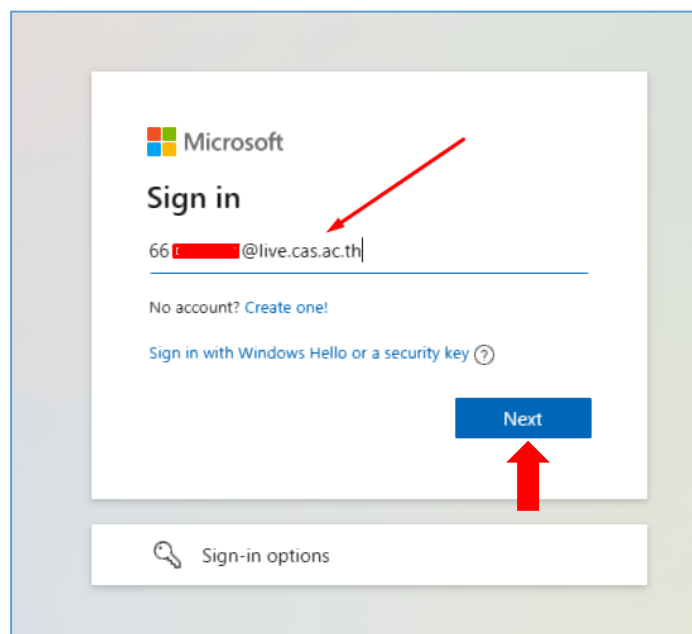 Microsoft
Sign in
66 @live.cas.ac.th
No account? Create one!
Sign in with Windows Hello or a security key ?
Next
Sign-in options